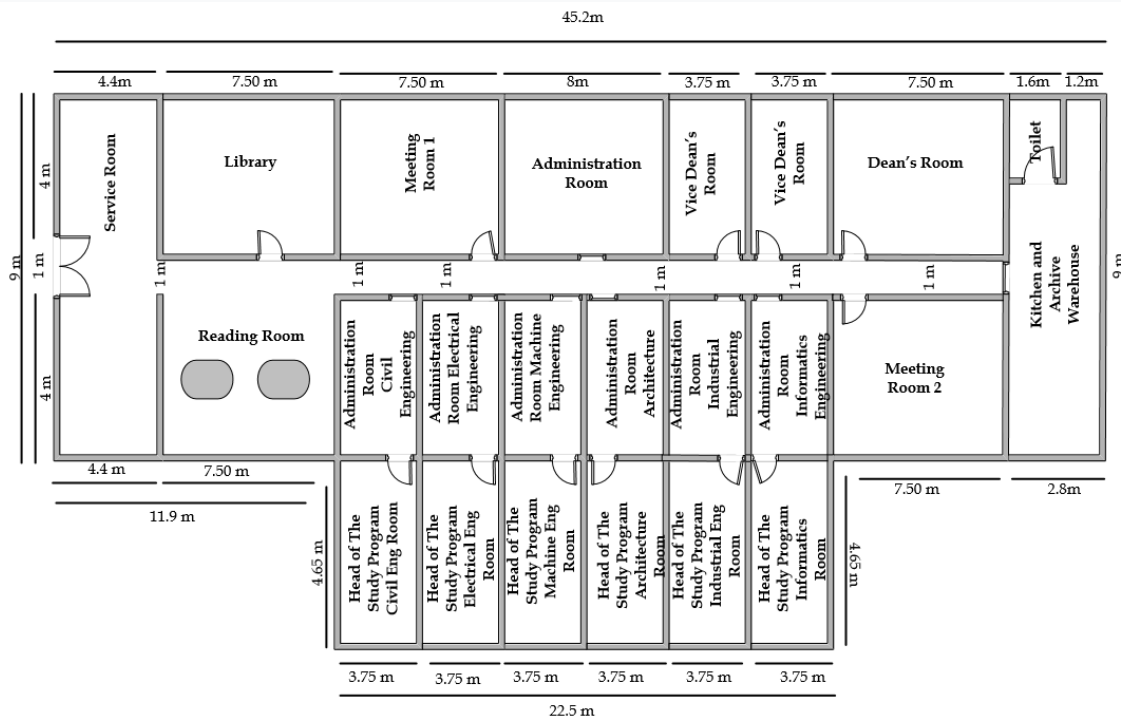 45.2m
4.4m
7.50 m
7.50 m
8m
3.75 m
3.75 m
7.50 m
1.6m
1.2m
9 m
4 m
1 m
4 m
Service Room
Library
Meeting
Room 1
Administration
Room
Vice Dean's
Room
Vice Dean's
Room
Dean's Room
Toilet
Kitchen and
Archive
Warehouse
9 m
1 m
1 m
1 m
1 m
1 m
1 m
Reading Room
Administration
Room
Civil
Engineering
Administration
Room Electrical
Engineering
Administration
Room Machine
Engineering
Administration
Room
Architecture
Administration
Room
Industrial
Engineering
Administration
Room
Informatics
Engineering
Meeting
Room 2
4.4 m
7.50 m
11.9 m
4.65 m
Head of The
Study Program
Civil Eng Room
Head of The
Study Program
Electrical Eng
Room
Head of The
Study Program
Machine Eng
Room
Head of The
Study Program
Architecture
Room
Head of The
Study Program
Industrial Eng
Room
Head of The
Study Program
Informatics
Room
4.65 m
7.50 m
2.8m
3.75 m
3.75 m
3.75 m
3.75 m
3.75 m
3.75 m
22.5 m